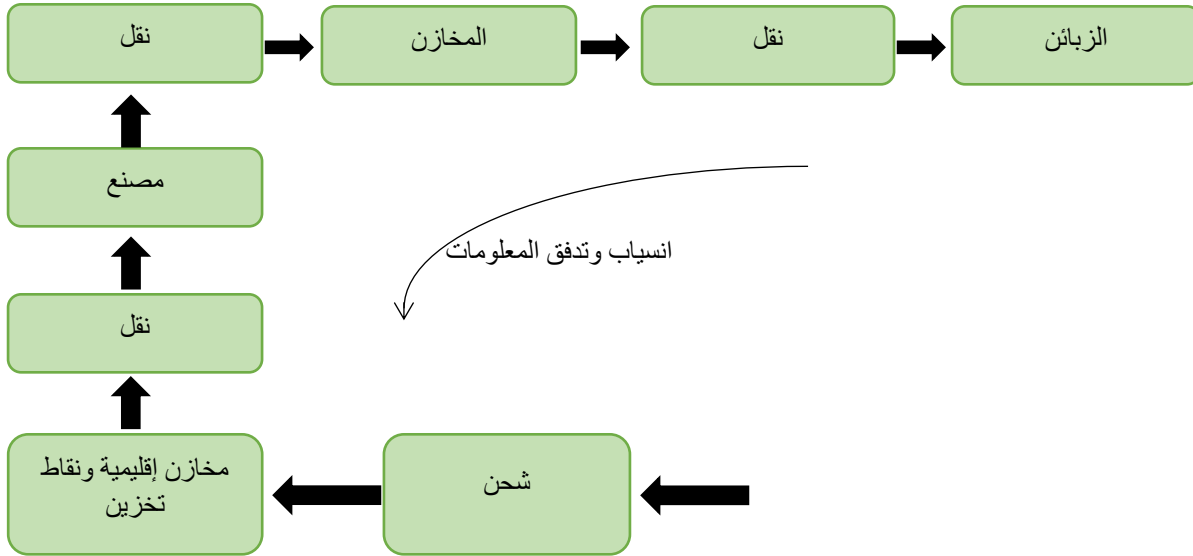 نقل
المخازن
نقل
الزبائن
مصنع
انسياب وتدفق المعلومات
نقل
مخازن إقليمية ونقاط
تخزين
شحن